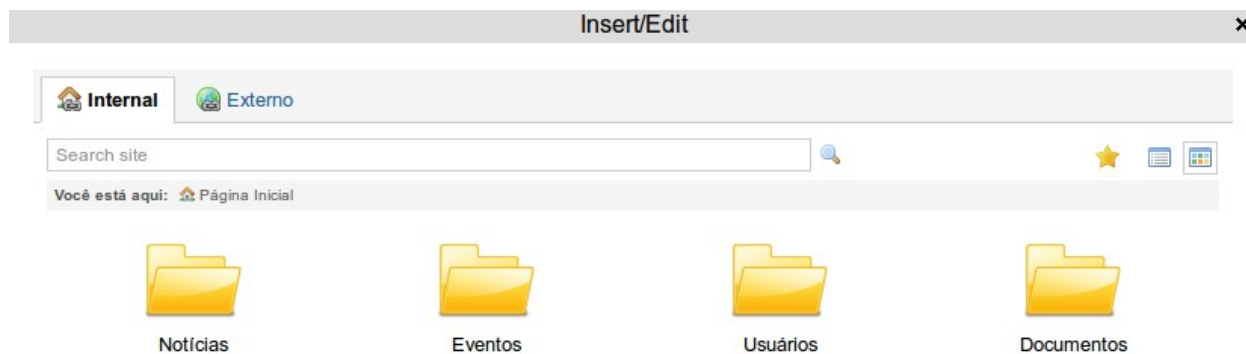 Insert/Edit
Internal Externo
Search site
Você está aqui: Página Inicial
Notícias Eventos Usuários Documentos